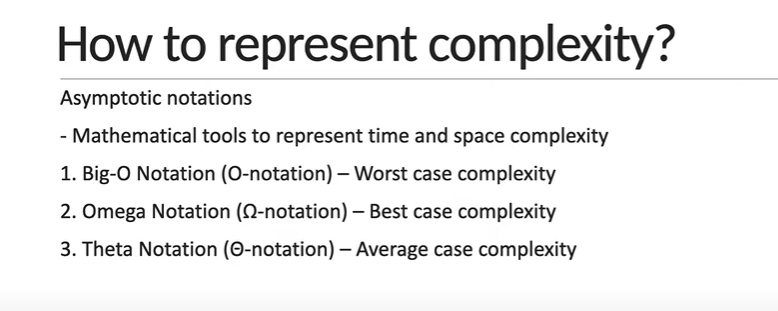 How to represent complexity?
Asymptotic notations
- Mathematical tools to represent time and space complexity
1. Big-O Notation (O-notation) – Worst case complexity
2. Omega Notation (Ω-notation) – Best case complexity
3. Theta Notation (Θ-notation) – Average case complexity